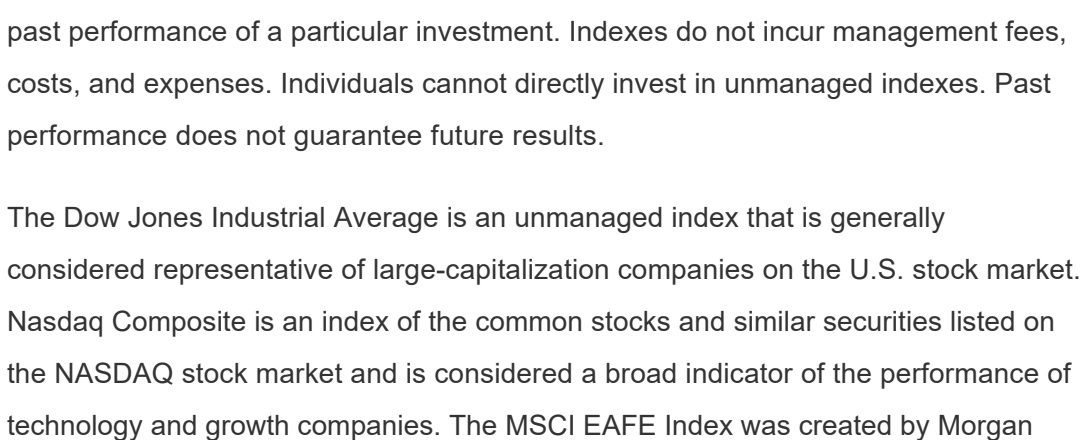 past performance of a particular investment. Indexes do not incur management fees,
costs, and expenses. Individuals cannot directly invest in unmanaged indexes. Past
performance does not guarantee future results.
The Dow Jones Industrial Average is an unmanaged index that is generally
considered representative of large-capitalization companies on the U.S. stock market.
Nasdaq Composite is an index of the common stocks and similar securities listed on
the NASDAQ stock market and is considered a broad indicator of the performance of
technology and growth companies. The MSCI EAFE Index was created by Morgan